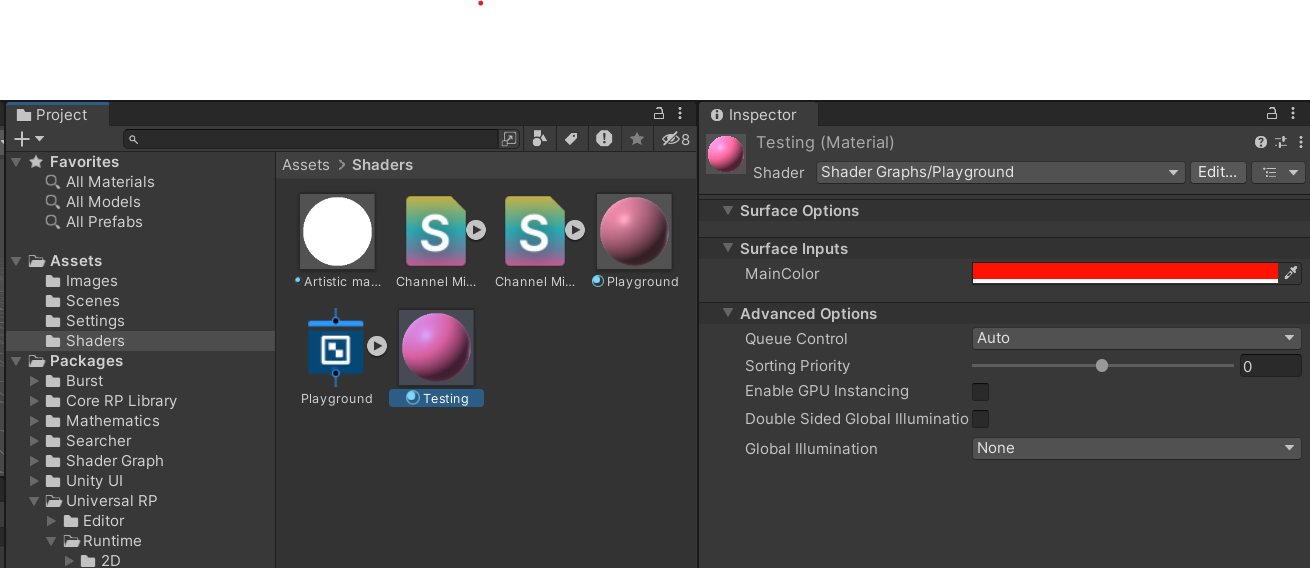 Project
8
Favorites
All Materials
All Models
All Prefabs
Assets
Images
Scenes
Settings
Shaders
Packages
Burst
Core RP Library
Mathematics
Searcher
Shader Graph
Unity UI
Universal RP
Editor
Runtime
2D
Assets > Shaders
S
S
Artistic ma...
Channel Mi...
Channel Mi...
Playground
Playground
Testing
Inspector
Testing (Material)
Shader
Shader Graphs/Playground
Edit...
Surface Options
Surface Inputs
MainColor
Advanced Options
Queue Control
Auto
Sorting Priority
0
Enable GPU Instancing
Double Sided Global Illuminatio
Global Illumination
None